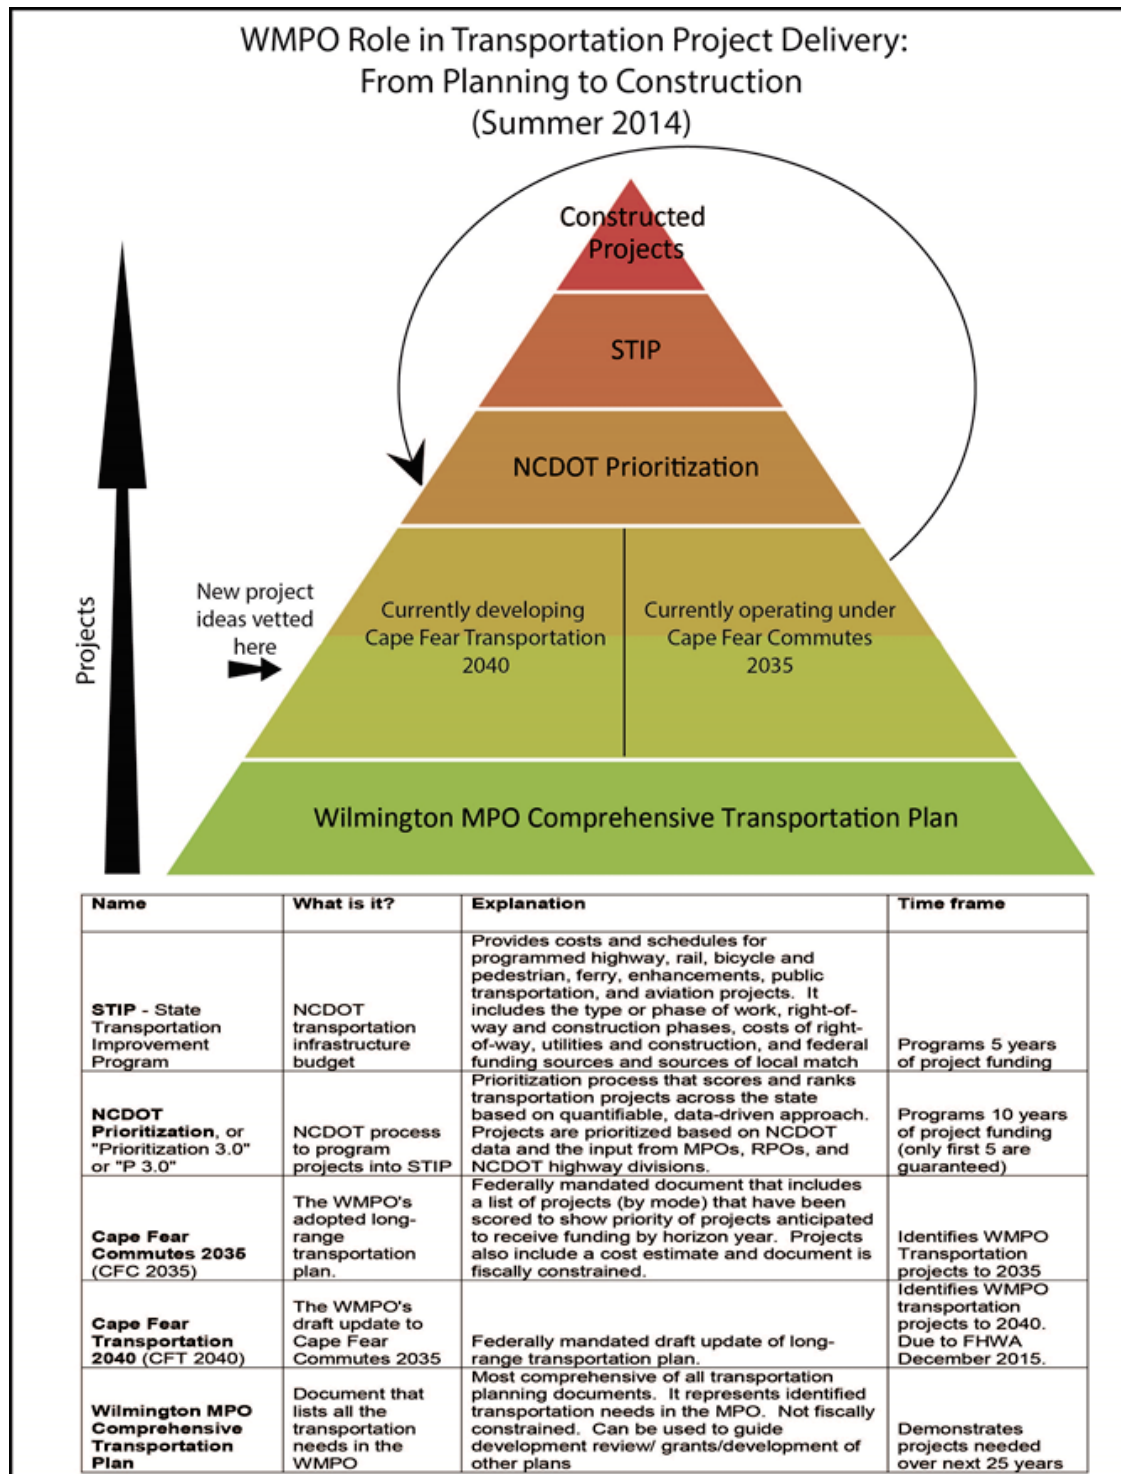 WMPO Role in Transportation Project Delivery:
From Planning to Construction
(Summer 2014)
Constructed
Projects
STIP
NCDOT Prioritization
Projects
New project
ideas vetted
here
Currently developing
Cape Fear Transportation
2040
Currently operating under
Cape Fear Commutes
2035
Wilmington MPO Comprehensive Transportation Plan
Name
What is it?
Explanation
Time frame
STIP - State
Transportation
Improvement
Program
NCDOT
transportation
infrastructure
budget
Provides costs and schedules for
programmed highway, rail, bicycle and
pedestrian, ferry, enhancements, public
transportation, and aviation projects. It
includes the type or phase of work, right-of-
way and construction phases, costs of right-
of-way, utilities and construction, and federal
funding sources and sources of local match
Programs 5 years
of project funding
NCDOT
Prioritization, or
"Prioritization 3.0"
or "P 3.0"
NCDOT process
to program
projects into STIP
Prioritization process that scores and ranks
transportation projects across the state
based on quantifiable, data-driven approach.
Projects are prioritized based on NCDOT
data and the input from MPOs, RPOs, and
NCDOT highway divisions.
Programs 10 years
of project funding
(only first 5 are
guaranteed)
Cape Fear
Commutes 2035
(CFC 2035)
The WMPO's
adopted long-
range
transportation
plan.
Federally mandated document that includes
a list of projects (by mode) that have been
scored to show priority of projects anticipated
to receive funding by horizon year. Projects
also include a cost estimate and document is
fiscally constrained.
Identifies WMPO
Transportation
projects to 2035
Cape Fear
Transportation
2040 (CFT 2040)
The WMPO's
draft update to
Cape Fear
Commutes 2035
Federally mandated draft update of long-
range transportation plan.
Identifies WMPO
transportation
projects to 2040.
Due to FHWA
December 2015.
Wilmington MPO
Comprehensive
Transportation
Plan
Document that
lists all the
transportation
needs in the
WMPO
Most comprehensive of all transportation
planning documents. It represents identified
transportation needs in the MPO. Not fiscally
constrained. Can be used to guide
development review/ grants/development of
other plans
Demonstrates
projects needed
over next 25 years